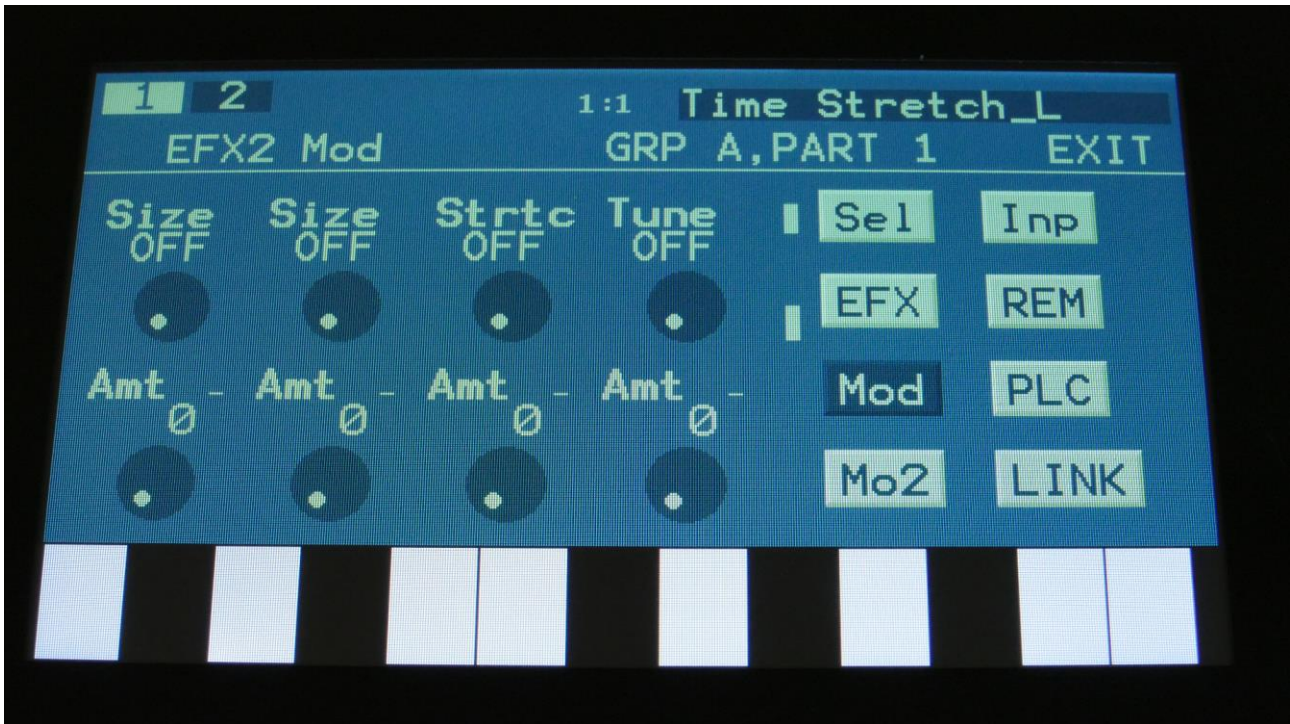 1 2 1:1 Time Stretch_L
EFX2 Mod GRP A,PART 1 EXIT
Size Size Strtc Tune Sel Inp
OFF OFF OFF OFF
EFX REM
Amt - Amt - Amt - Amt - Mod PLC
0 0 0 0
Mo2 LINK